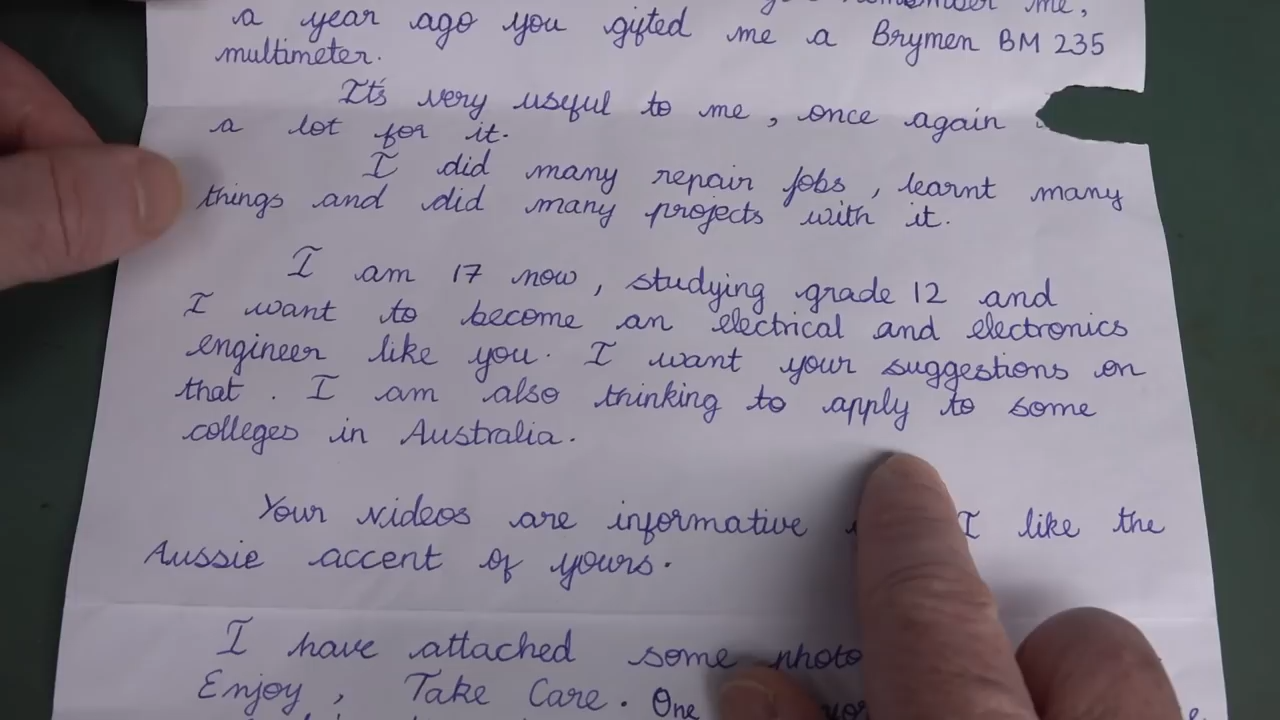 me,
a year ago you gifted me a Brymen BM 235
multimeter.
It's very useful to me, once again
a lot for it.
I did many repair jobs, learnt many
things and did many projects with it.
I am 17 now, studying grade 12 and
I want to become an electrical and electronics
engineer like you. I want your suggestions on
that. I am also thinking to apply to some
colleges in Australia.
Your videos are informative I like the
Aussie accent of yours.
I have attached some photo
Enjoy, Take Care. One